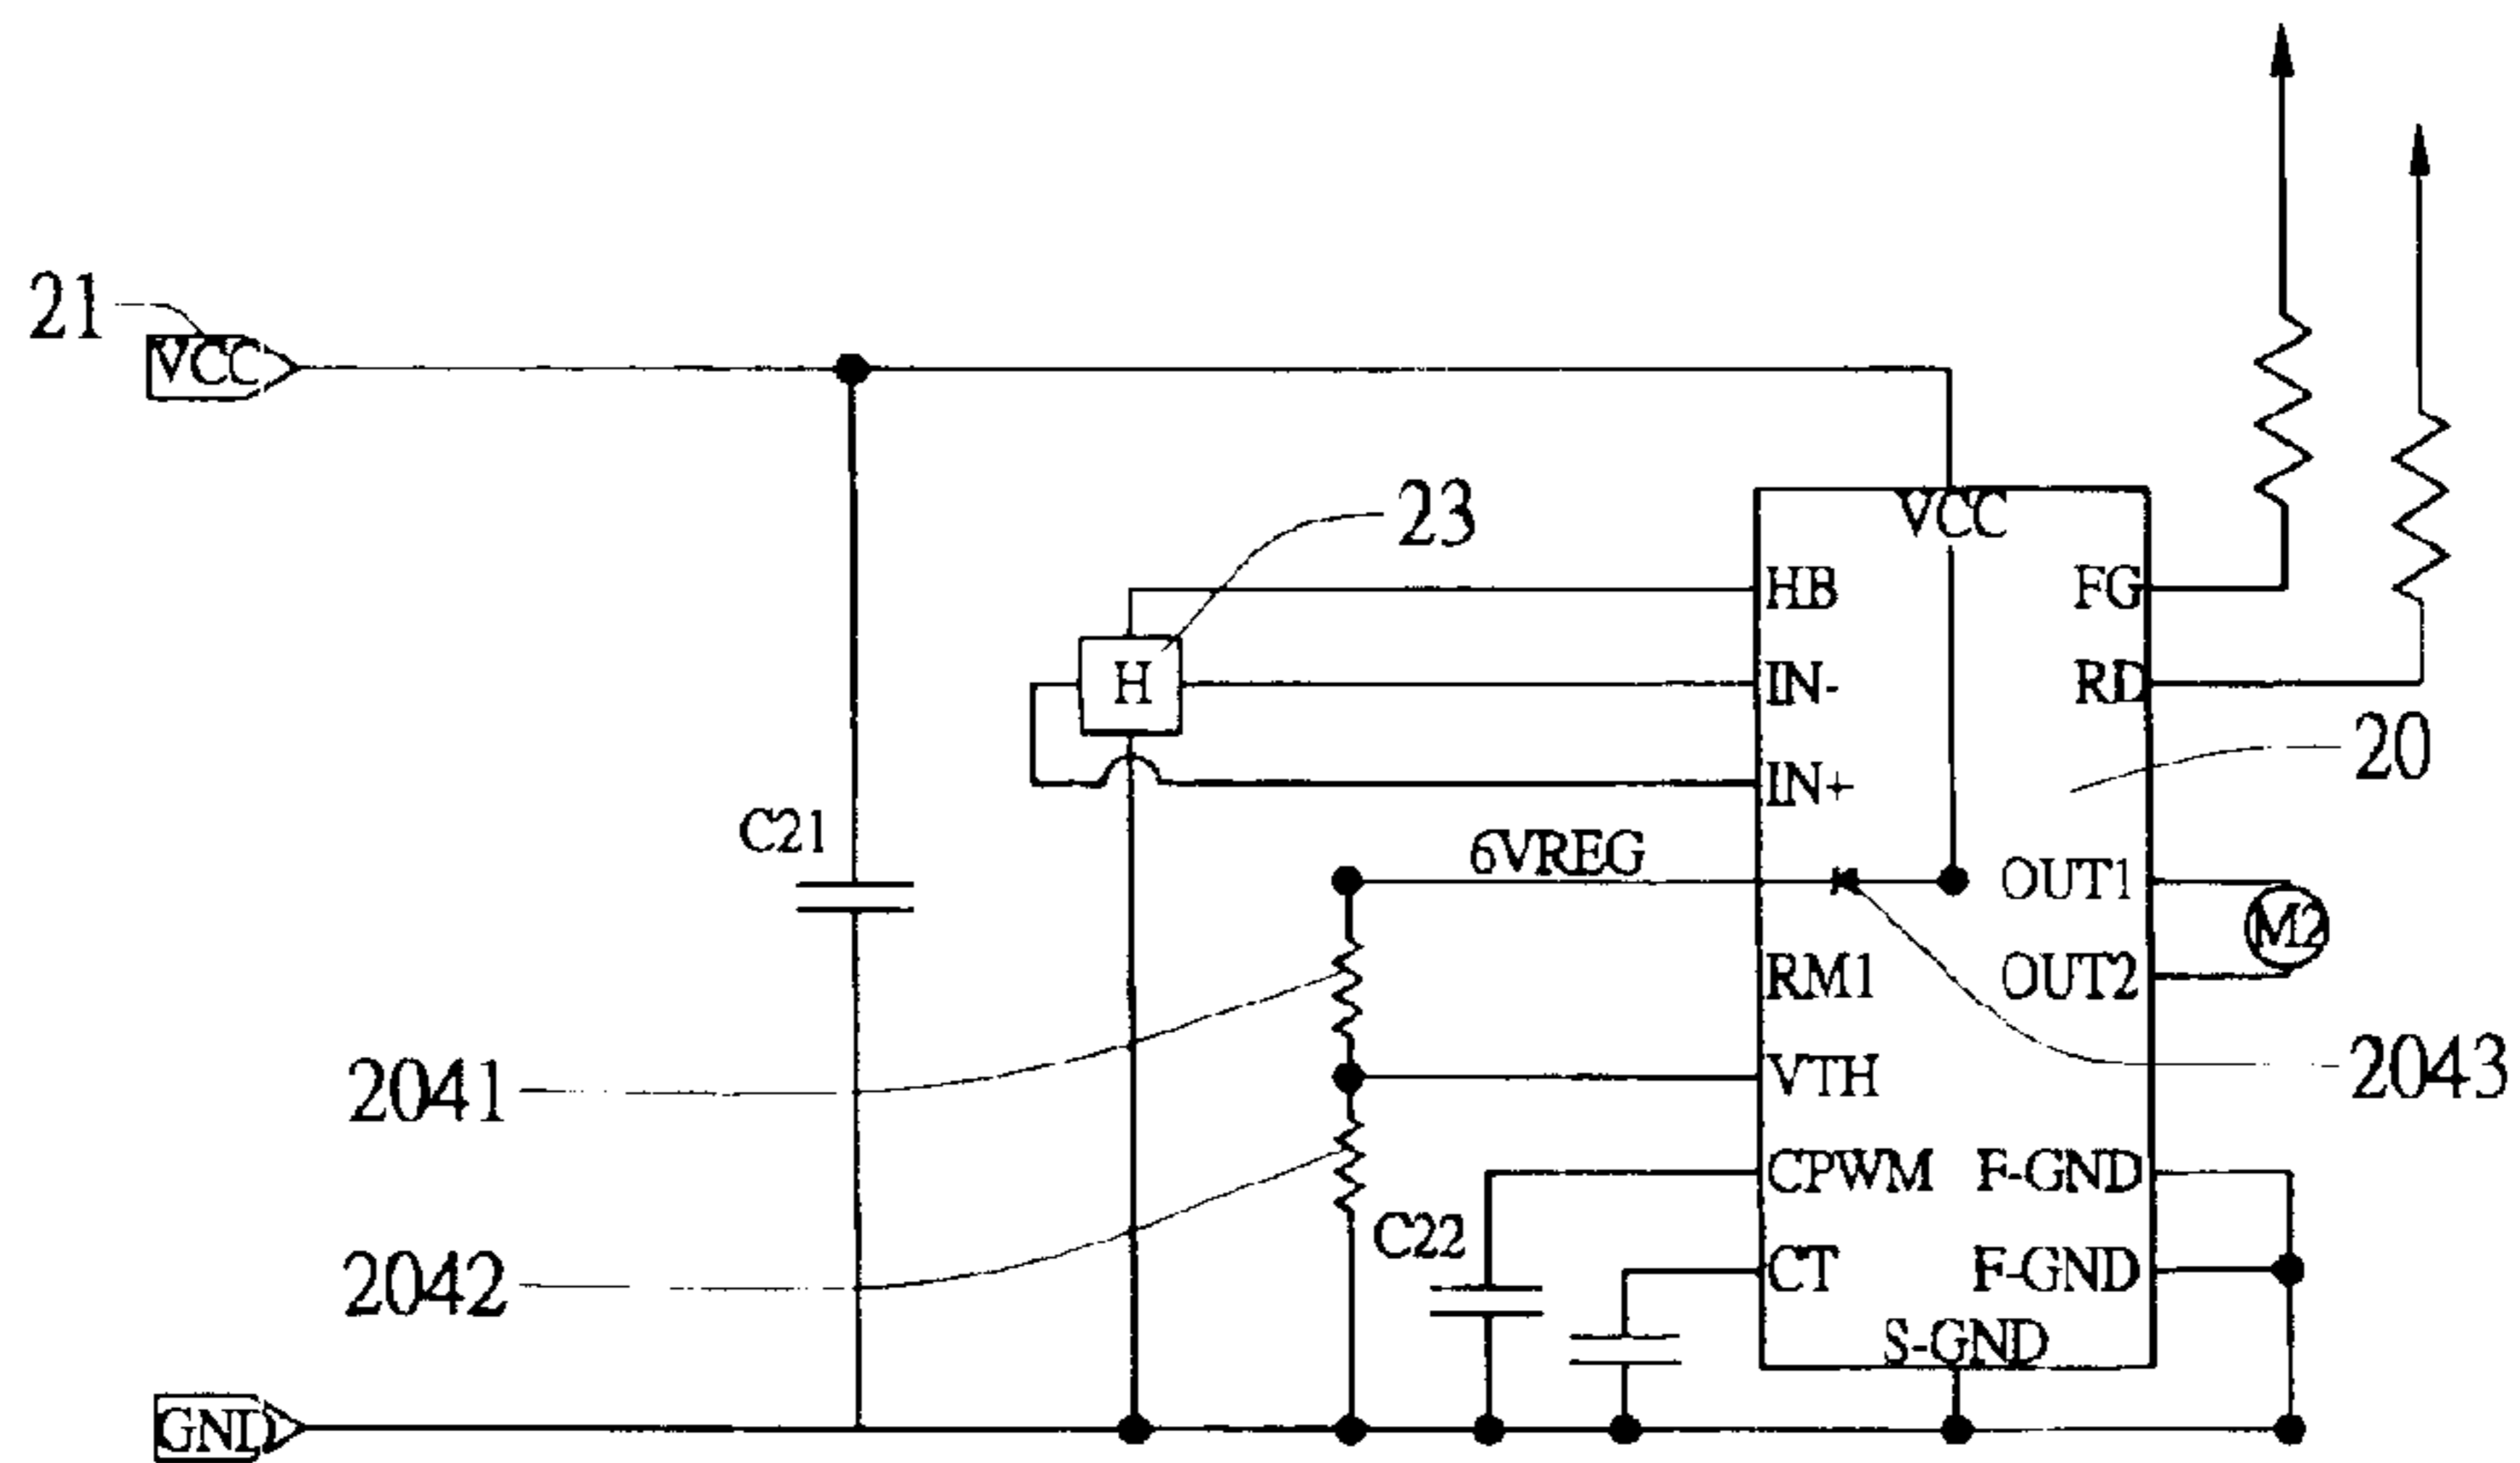 21
VCC
23
VCC
HB
FG
H
IN-
RD
20
IN+
C21
6VREG
OUT1
M2
RM1
OUT2
2041
VTH
2043
CPWM
F-GND
C22
2042
CT
F-GND
S-GND
GND